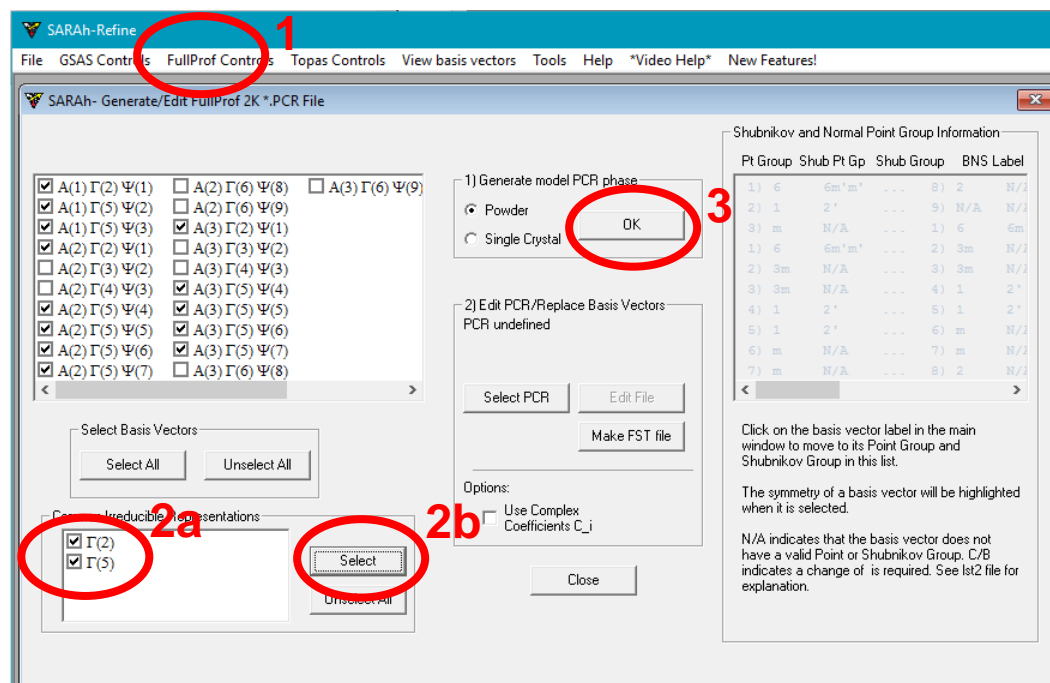 SARAh-Refine
1
File GSAS Controls FullProf Controls Topas Controls View basis vectors Tools Help *Video Help* New Features!
SARAh- Generate/Edit FullProf 2K *.PCR File
A(1) Γ(2) Ψ(1) A(2) Γ(6) Ψ(8) A(3) Γ(6) Ψ(9)
A(1) Γ(5) Ψ(2) A(2) Γ(6) Ψ(9)
A(1) Γ(5) Ψ(3) A(3) Γ(2) Ψ(1)
A(2) Γ(2) Ψ(1) A(3) Γ(3) Ψ(2)
A(2) Γ(3) Ψ(2) A(3) Γ(4) Ψ(3)
A(2) Γ(4) Ψ(3) A(3) Γ(5) Ψ(4)
A(2) Γ(5) Ψ(4) A(3) Γ(5) Ψ(5)
A(2) Γ(5) Ψ(5) A(3) Γ(5) Ψ(6)
A(2) Γ(5) Ψ(6) A(3) Γ(5) Ψ(7)
A(2) Γ(5) Ψ(7) A(3) Γ(6) Ψ(8)
Select Basis Vectors
Select All Unselect All
Irreducible Representations
2a
Γ(2)
Γ(5)
2b
Select
Unselect All
1) Generate model PCR phase
Powder
Single Crystal
OK
3
2) Edit PCR/Replace Basis Vectors
PCR undefined
Select PCR Edit File
Make FST file
Options:
Use Complex
Coefficients C_i
Close
Shubnikov and Normal Point Group Information
Pt Group Shub Pt Gp Shub Group BNS Label
1) 6 6m'm' ... 8) 2 N/
2) 1 2' ... 9) N/A N/
3) m N/A ... 1) 6 6m
1) 6 6m'm' ... 2) 3m N/
2) 3m N/A ... 3) 3m N/
3) 3m N/A ... 4) 1 2'
4) 1 2' ... 5) 1 2'
5) 1 2' ... 6) m N/
6) m N/A ... 7) m N/
7) m N/A ... 8) 2 N/
Click on the basis vector label in the main
window to move to its Point Group and
Shubnikov Group in this list.
The symmetry of a basis vector will be highlighted
when it is selected.
N/A indicates that the basis vector does not
have a valid Point or Shubnikov Group. C/B
indicates a change of is required. See lst2 file for
explanation.